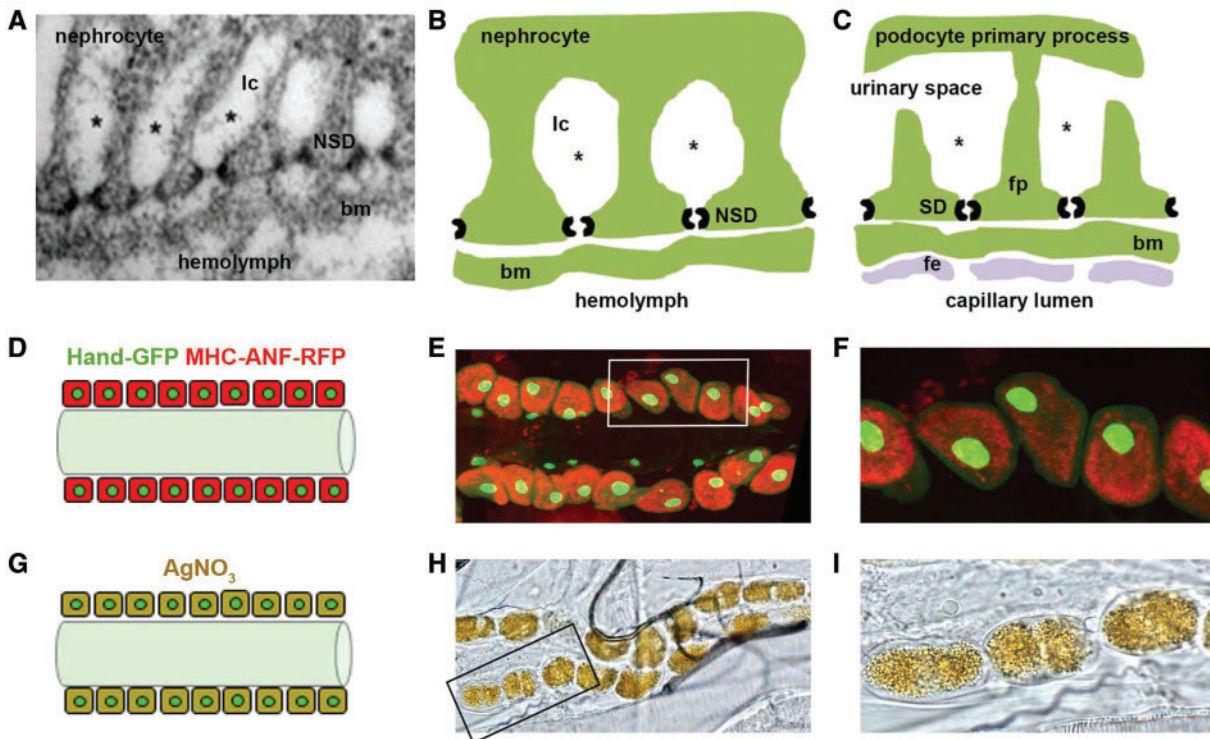 A
nephrocyte
lc
*
*
*
NSD
bm
hemolymph
B
nephrocyte
lc
*
*
NSD
bm
hemolymph
C
podocyte primary process
urinary space
*
*
fp
SD
bm
fe
capillary lumen
D
Hand-GFP MHC-ANF-RFP
E
F
G
AgNO₃
H
I